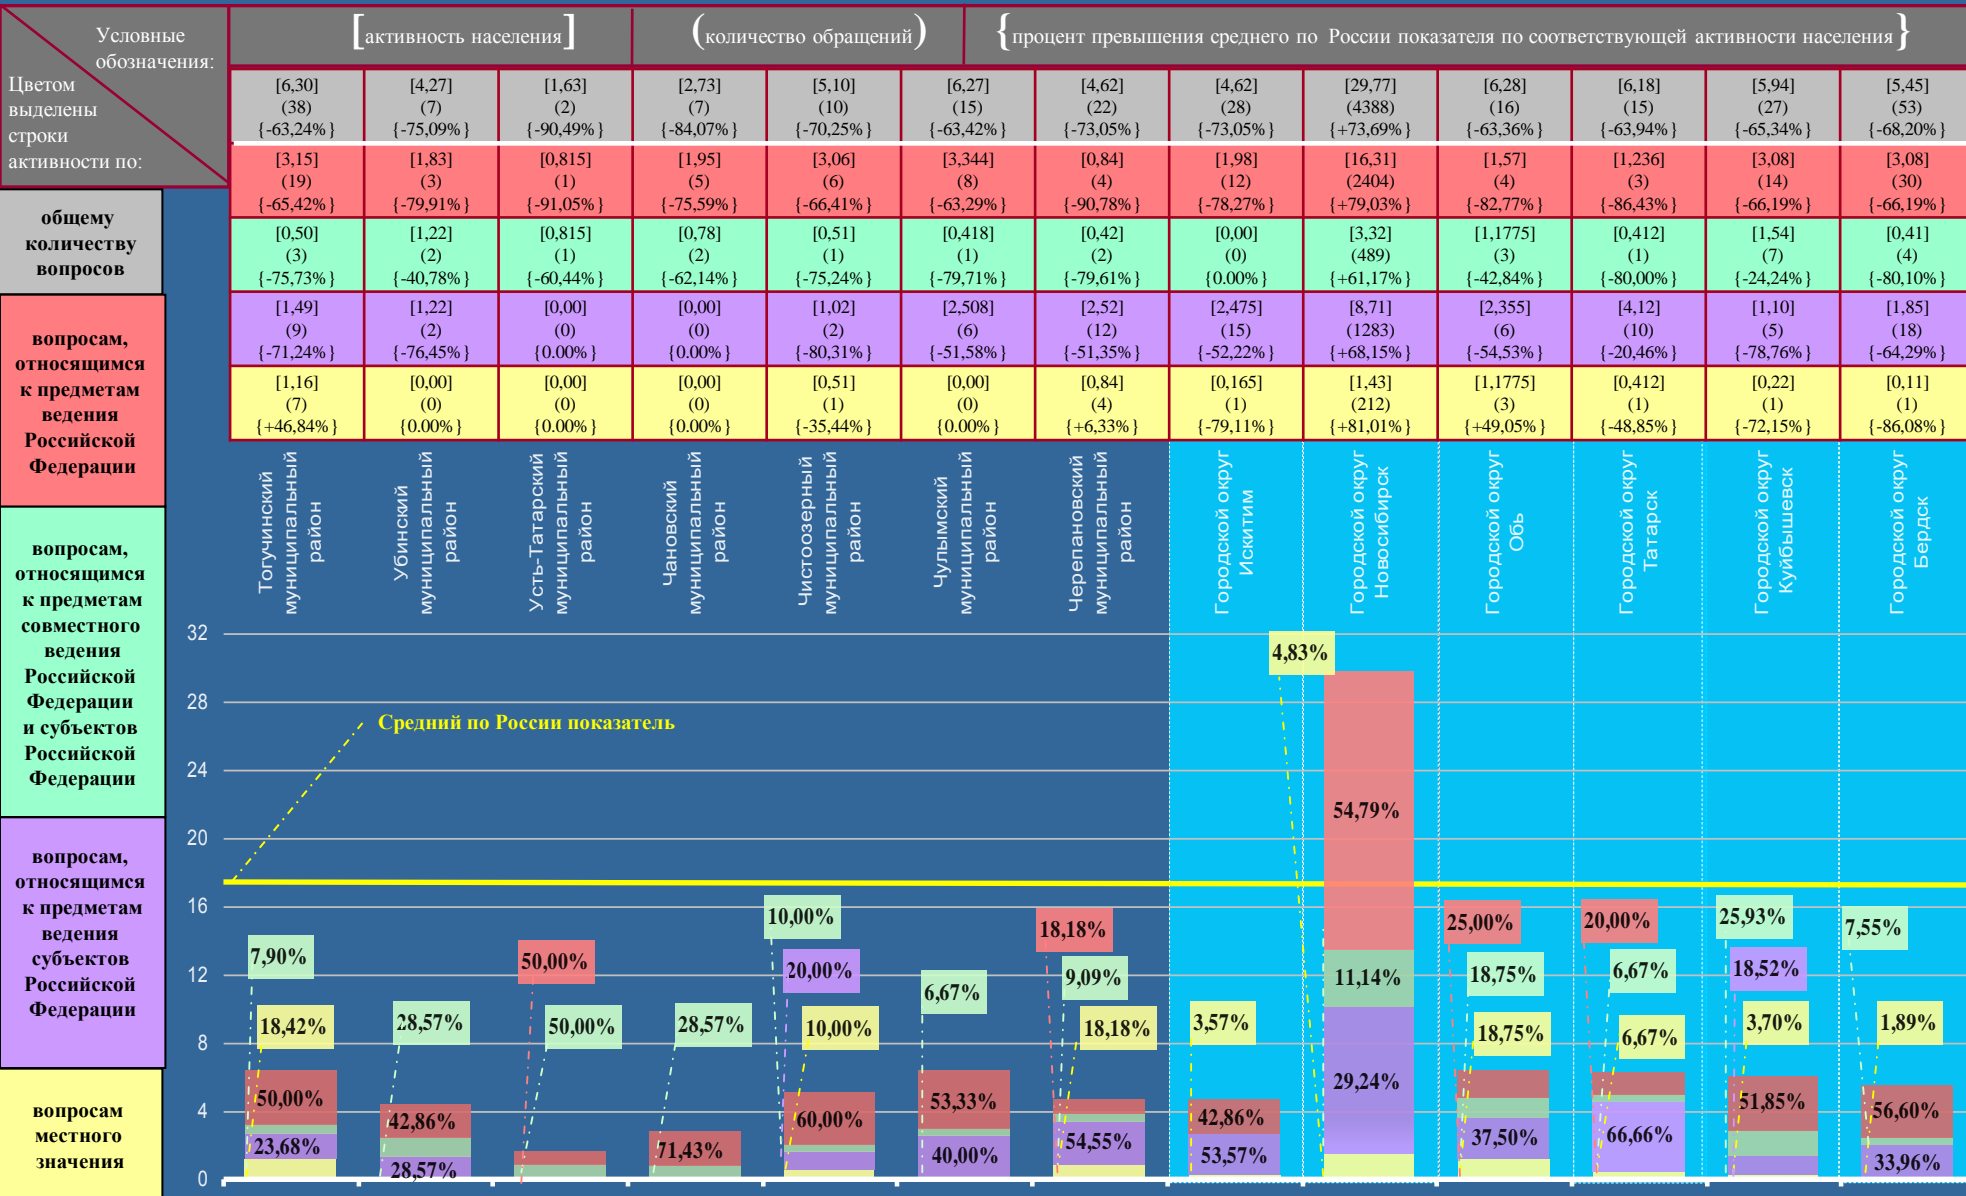 Условные
обозначения:
Цветом
выделены
строки
активности по:
[активность населения]
(количество обращений)
{процент превышения среднего по России показателя по соответствующей активности населения}
[6,30] [4,27] [1,63] [2,73] [5,10] [6,27] [4,62] [4,62] [29,77] [6,28] [6,18] [5,94] [5,45]
(38) (7) (2) (7) (10) (15) (22) (28) (4388) (16) (15) (27) (53)
{-63,24%} {-75,09%} {-90,49%} {-84,07%} {-70,25%} {-63,42%} {-73,05%} {-73,05%} {+73,69%} {-63,36%} {-63,94%} {-65,34%} {-68,20%}
[3,15] [1,83] [0,815] [1,95] [3,06] [3,344] [0,84] [1,98] [16,31] [1,57] [1,236] [3,08] [3,08]
(19) (3) (1) (5) (6) (8) (4) (12) (2404) (4) (3) (14) (30)
{-65,42%} {-79,91%} {-91,05%} {-75,59%} {-66,41%} {-63,29%} {-90,78%} {-78,27%} {+79,03%} {-82,77%} {-86,43%} {-66,19%} {-66,19%}
[0,50] [1,22] [0,815] [0,78] [0,51] [0,418] [0,42] [0,00] [3,32] [1,1775] [0,412] [1,54] [0,41]
(3) (2) (1) (2) (1) (1) (2) (0) (489) (3) (1) (7) (4)
{-75,73%} {-40,78%} {-60,44%} {-62,14%} {-75,24%} {-79,71%} {-79,61%} {0.00%} {+61,17%} {-42,84%} {-80,00%} {-24,24%} {-80,10%}
[1,49] [1,22] [0,00] [0,00] [1,02] [2,508] [2,52] [2,475] [8,71] [2,355] [4,12] [1,10] [1,85]
(9) (2) (0) (0) (2) (6) (12) (15) (1283) (6) (10) (5) (18)
{-71,24%} {-76,45%} {0.00%} {0.00%} {-80,31%} {-51,58%} {-51,35%} {-52,22%} {+68,15%} {-54,53%} {-20,46%} {-78,76%} {-64,29%}
[1,16] [0,00] [0,00] [0,00] [0,51] [0,00] [0,84] [0,165] [1,43] [1,1775] [0,412] [0,22] [0,11]
(7) (0) (0) (0) (1) (0) (4) (1) (212) (3) (1) (1) (1)
{+46,84%} {0.00%} {0.00%} {0.00%} {-35,44%} {0.00%} {+6,33%} {-79,11%} {+81,01%} {+49,05%} {-48,85%} {-72,15%} {-86,08%}
общему
количеству
вопросов
вопросам,
относящимся
к предметам
ведения
Российской
Федерации
вопросам,
относящимся
к предметам
совместного
ведения
Российской
Федерации
и субъектов
Российской
Федерации
вопросам,
относящимся
к предметам
ведения
субъектов
Российской
Федерации
вопросам
местного
значения
Тогучинский
муниципальный
район
Убинский
муниципальный
район
Усть-Татарский
муниципальный
район
Чановский
муниципальный
район
Чистоозерный
муниципальный
район
Чулымский
муниципальный
район
Черепановский
муниципальный
район
Городской округ
Искитим
Городской округ
Новосибирск
Городской округ
Обь
Городской округ
Татарск
Городской округ
Куйбышевск
Городской округ
Бердск
32
28
24
20
16
12
8
4
0
Средний по России показатель
7,90%
18,42%
50,00%
23,68%
28,57%
42,86%
28,57%
50,00%
50,00%
28,57%
71,43%
10,00%
20,00%
10,00%
60,00%
6,67%
53,33%
40,00%
18,18%
9,09%
18,18%
54,55%
3,57%
42,86%
53,57%
4,83%
54,79%
11,14%
29,24%
25,00%
18,75%
18,75%
37,50%
20,00%
6,67%
6,67%
66,66%
25,93%
18,52%
3,70%
51,85%
7,55%
1,89%
56,60%
33,96%